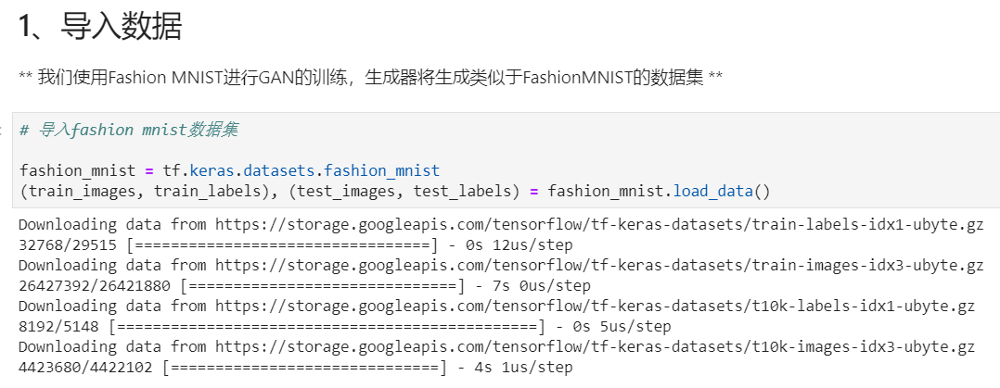 1、导入数据
** 我们使用Fashion MNIST进行GAN的训练，生成器将生成类似于FashionMNIST的数据集 **
# 导入fashion mnist数据集
fashion_mnist = tf.keras.datasets.fashion_mnist
(train_images, train_labels), (test_images, test_labels) = fashion_mnist.load_data()
Downloading data from https://storage.googleapis.com/tensorflow/tf-keras-datasets/train-labels-idx1-ubyte.gz
32768/29515 [=================================] - 0s 12us/step
Downloading data from https://storage.googleapis.com/tensorflow/tf-keras-datasets/train-images-idx3-ubyte.gz
26427392/26421880 [==============================] - 7s 0us/step
Downloading data from https://storage.googleapis.com/tensorflow/tf-keras-datasets/t10k-labels-idx1-ubyte.gz
8192/5148 [===============================================] - 0s 5us/step
Downloading data from https://storage.googleapis.com/tensorflow/tf-keras-datasets/t10k-images-idx3-ubyte.gz
4423680/4422102 [==============================] - 4s 1us/step